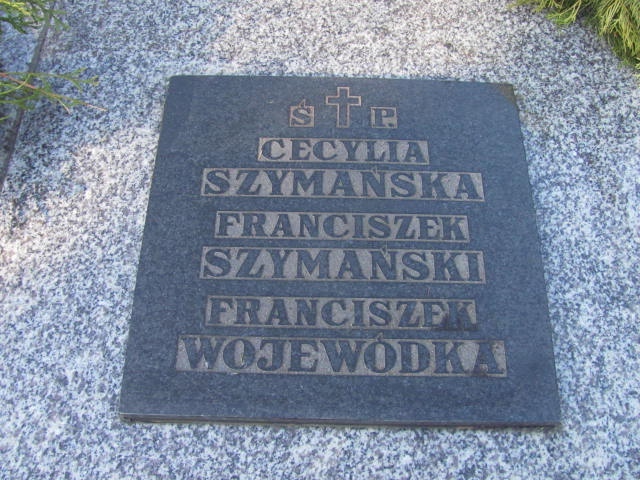 Ś P.
CECYLIA
SZYMAŃSKA
FRANCISZEK
SZYMAŃSKI
FRANCISZEK
WOJEWÓDKA